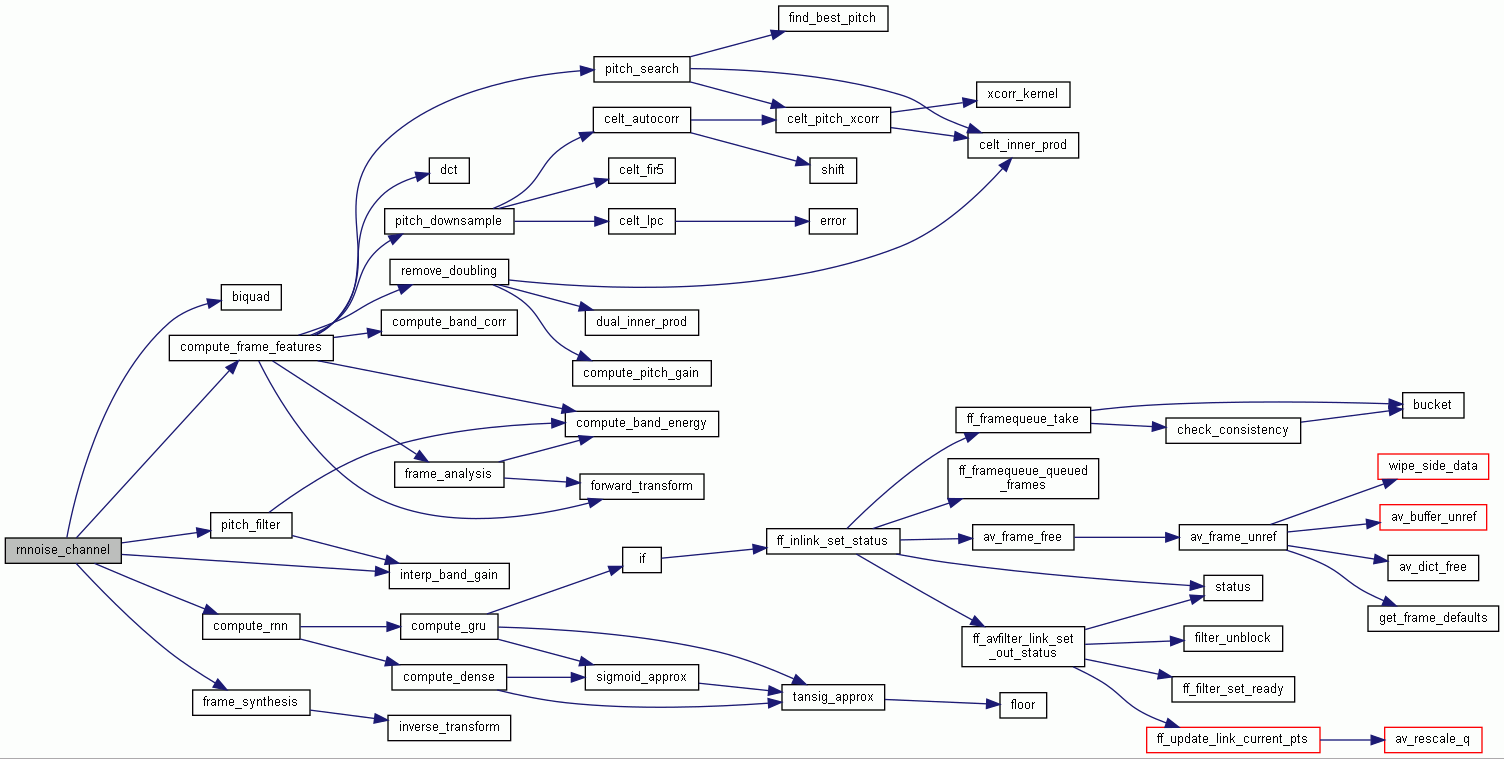 find_best_pitch
pitch_search
xcorr_kernel
celt_autocorr
celt_pitch_xcorr
celt_inner_prod
dct
celt_fir5
shift
pitch_downsample
celt_lpc
error
remove_doubling
biquad
compute_band_corr
dual_inner_prod
compute_frame_features
compute_pitch_gain
bucket
ff_framequeue_take
compute_band_energy
check_consistency
frame_analysis
ff_framequeue_queued
_frames
wipe_side_data
forward_transform
pitch_filter
av_buffer_unref
rnnoise_channel
ff_inlink_set_status
av_frame_free
av_frame_unref
if
av_dict_free
interp_band_gain
status
get_frame_defaults
compute_rnn
compute_gru
ff_avfilter_link_set
_out_status
filter_unblock
compute_dense
sigmoid_approx
ff_filter_set_ready
frame_synthesis
tansig_approx
floor
inverse_transform
ff_update_link_current_pts
av_rescale_q